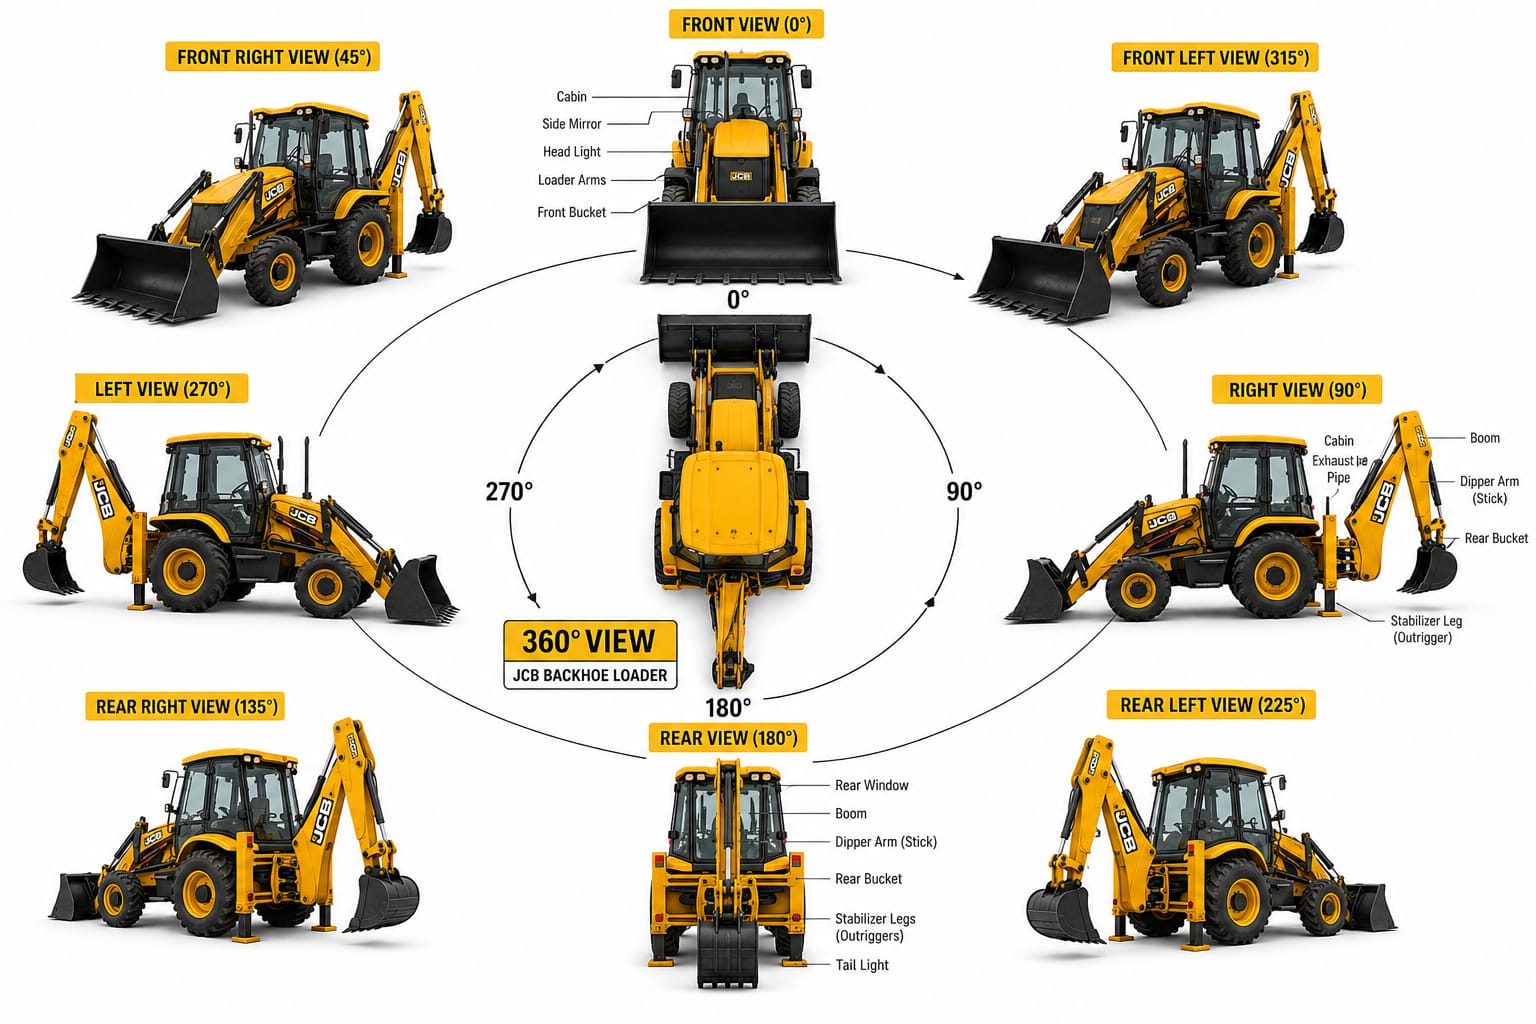 FRONT VIEW (0°)
FRONT RIGHT VIEW (45°)
FRONT LEFT VIEW (315°)
Cabin
Side Mirror
Head Light
Loader Arms
Front Bucket
JCB
JCB
JCB
JCB
JCB
0°
LEFT VIEW (270°)
RIGHT VIEW (90°)
JCB
JCB
JCB
JCB
Cabin
Exhaust
Pipe
Boom
Dipper Arm
(Stick)
Rear Bucket
Stabilizer Leg
(Outrigger)
270°
90°
360° VIEW
JCB BACKHOE LOADER
180°
REAR RIGHT VIEW (135°)
REAR VIEW (180°)
REAR LEFT VIEW (225°)
JCB
JCB
JCB
Rear Window
Boom
Dipper Arm (Stick)
Rear Bucket
Stabilizer Legs
(Outriggers)
Tail Light